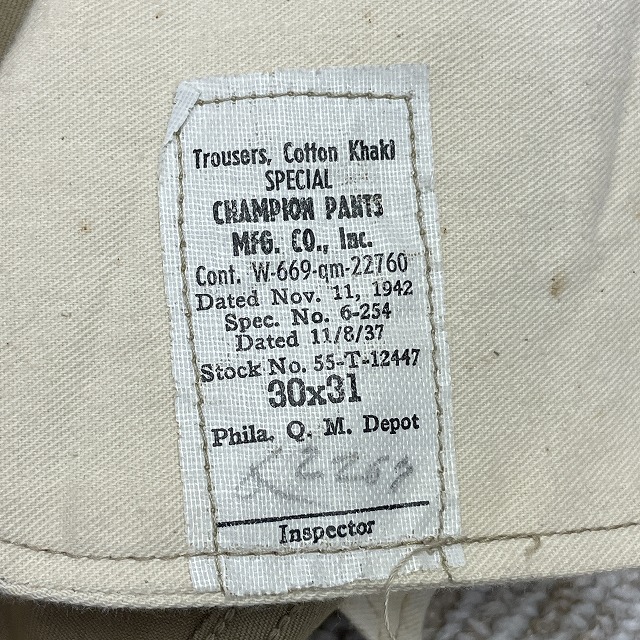 Trousers, Cotton Khaki
SPECIAL
CHAMPION PANTS
MFG. CO., Inc.
Cont. W-669-qm-22760
Dated Nov. 11, 1942
Spec. No. 6-254
Dated 11/8/37
Stock No. 55-T-12447
30x31
Phila. Q. M. Depot
Inspector